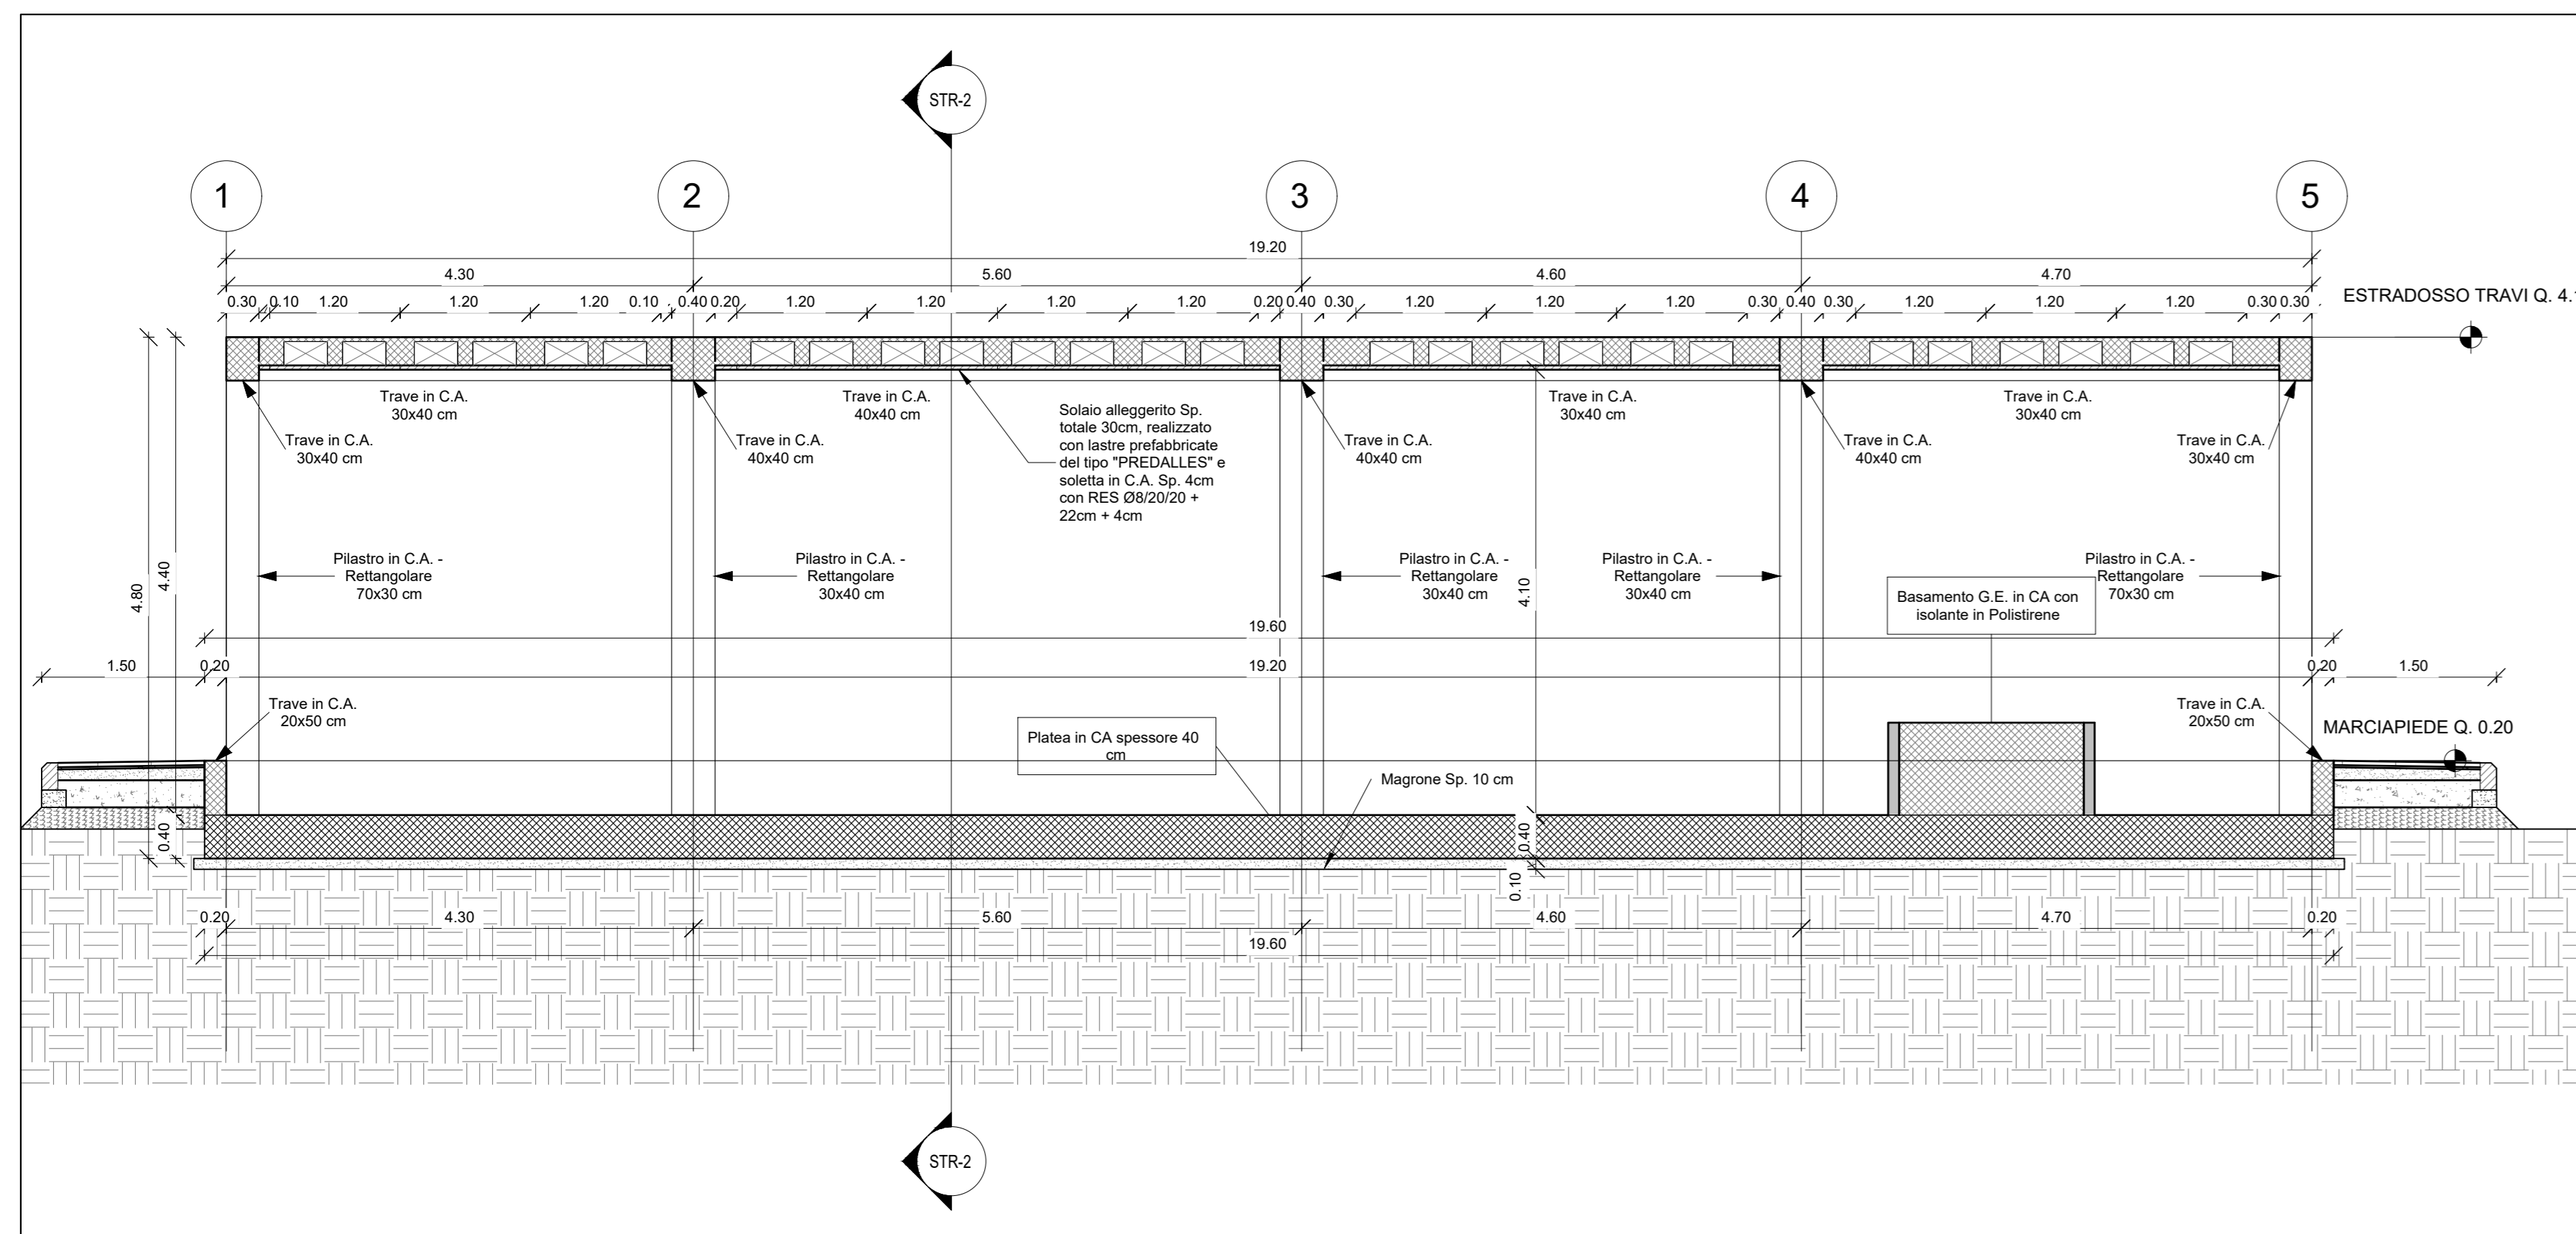 STR-2
1
2
3
4
5
19.20
4.30
5.60
4.60
4.70
0.30
0.10
1.20
1.20
1.20
0.10
0.40
0.20
1.20
1.20
1.20
1.20
0.20
0.40
0.30
1.20
1.20
1.20
0.30
0.40
0.30
1.20
1.20
1.20
0.30
0.30
ESTRADOSSO TRAVI Q. 4.
Trave in C.A.
30x40 cm
Trave in C.A.
40x40 cm
Trave in C.A.
30x40 cm
Trave in C.A.
30x40 cm
Trave in C.A.
30x40 cm
Trave in C.A.
40x40 cm
Solaio alleggerito Sp.
totale 30cm, realizzato
con lastre prefabbricate
del tipo "PREDALLES" e
soletta in C.A. Sp. 4cm
con RES Ø8/20/20 +
22cm + 4cm
Trave in C.A.
40x40 cm
Trave in C.A.
40x40 cm
Trave in C.A.
30x40 cm
Pilastro in C.A. -
Rettangolare
70x30 cm
Pilastro in C.A. -
Rettangolare
30x40 cm
Pilastro in C.A. -
Rettangolare
30x40 cm
Pilastro in C.A. -
Rettangolare
30x40 cm
Pilastro in C.A. -
Rettangolare
70x30 cm
4.80
4.40
4.10
Basamento G.E. in CA con
isolante in Polistirene
19.60
1.50
0.20
19.20
0.20
1.50
Trave in C.A.
20x50 cm
Trave in C.A.
20x50 cm
MARCIAPIEDE Q. 0.20
Platea in CA spessore 40
cm
Magrone Sp. 10 cm
0.40
0.40
0.10
0.20
4.30
5.60
4.60
4.70
0.20
19.60
STR-2